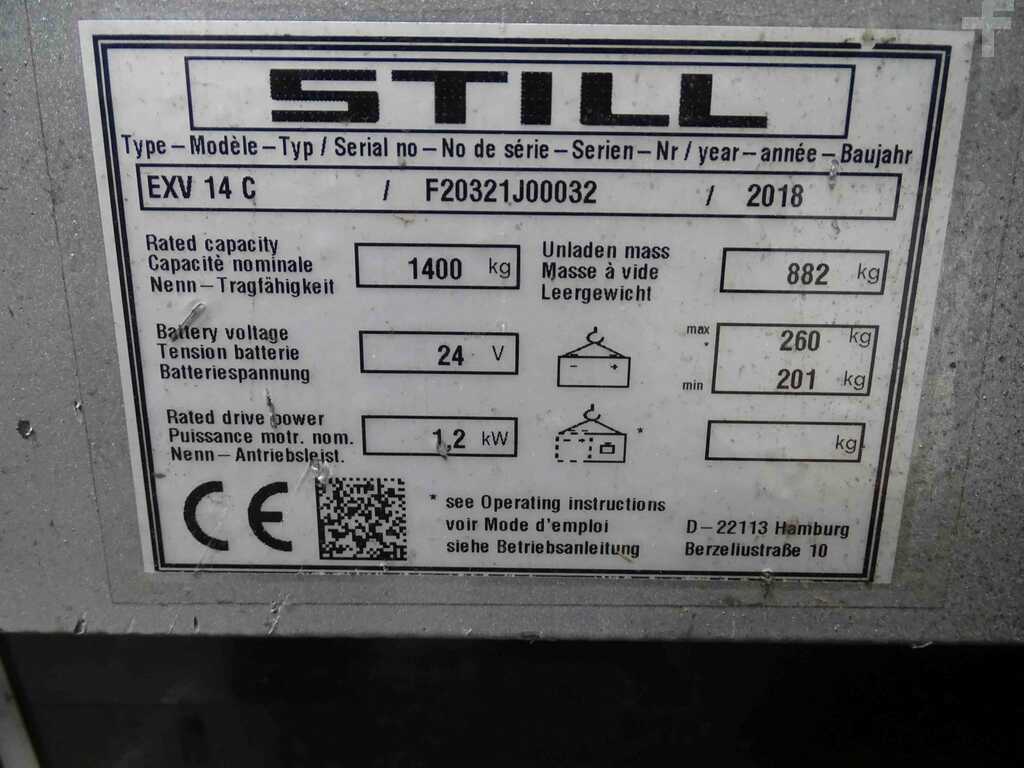 STILL
Type – Modèle – Typ / Serial no – No de série – Serien – Nr / year – année – Baujahr
EXV 14 C / F20321J00032 / 2018
Rated capacity
Capacitè nominale
Nenn – Tragfähigkeit
1400 kg
Unladen mass
Masse à vide
Leergewicht
882 kg
Battery voltage
Tension batterie
Batteriespannung
24 V
- +
max
*
260 kg
min
201 kg
Rated drive power
Puissance motr. nom.
Nenn – Antriebsleist.
1,2 kW
*
kg
CE
* see Operating instructions
voir Mode d'emploi
siehe Betriebsanleitung
D – 22113 Hamburg
Berzeliustraße 10